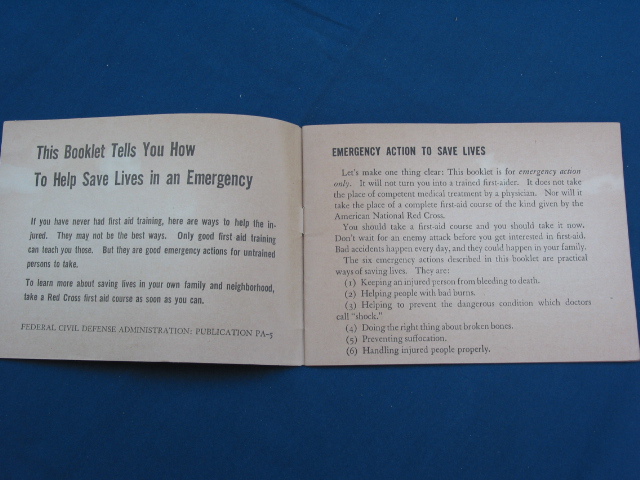 This Booklet Tells You How
To Help Save Lives in an Emergency
If you have never had first aid training, here are ways to help the in-
jured. They may not be the best ways. Only good first aid training
can teach you those. But they are good emergency actions for untrained
persons to take.
To learn more about saving lives in your own family and neighborhood,
take a Red Cross first aid course as soon as you can.
FEDERAL CIVIL DEFENSE ADMINISTRATION: PUBLICATION PA-5
EMERGENCY ACTION TO SAVE LIVES
Let's make one thing clear: This booklet is for emergency action
only. It will not turn you into a trained first-aider. It does not take
the place of competent medical treatment by a physician. Nor will it
take the place of a complete first-aid course of the kind given by the
American National Red Cross.
You should take a first-aid course and you should take it now.
Don't wait for an enemy attack before you get interested in first-aid.
Bad accidents happen every day, and they could happen in your family.
The six emergency actions described in this booklet are practical
ways of saving lives. They are:
(1) Keeping an injured person from bleeding to death.
(2) Helping people with bad burns.
(3) Helping to prevent the dangerous condition which doctors
call "shock."
(4) Doing the right thing about broken bones.
(5) Preventing suffocation.
(6) Handling injured people properly.